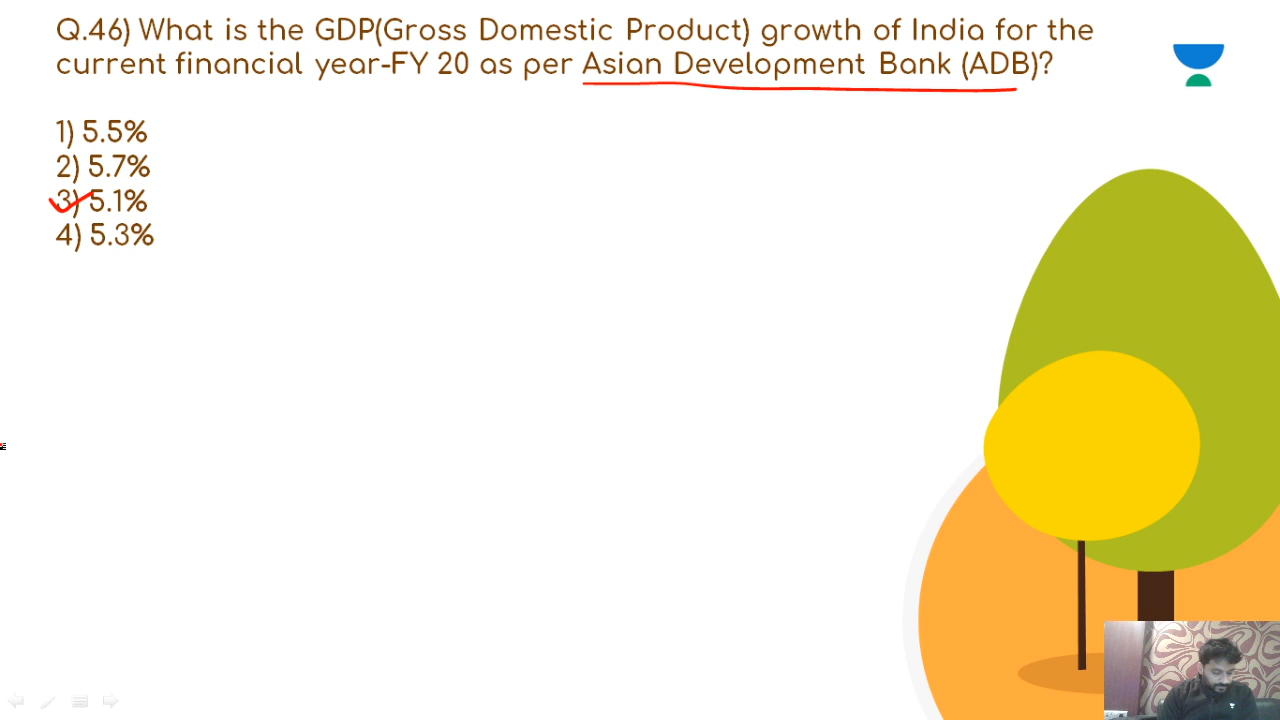 Q.46) What is the GDP(Gross Domestic Product) growth of India for the
current financial year-FY 20 as per Asian Development Bank (ADB)?
1) 5.5%
2) 5.7%
3) 5.1%
4) 5.3%